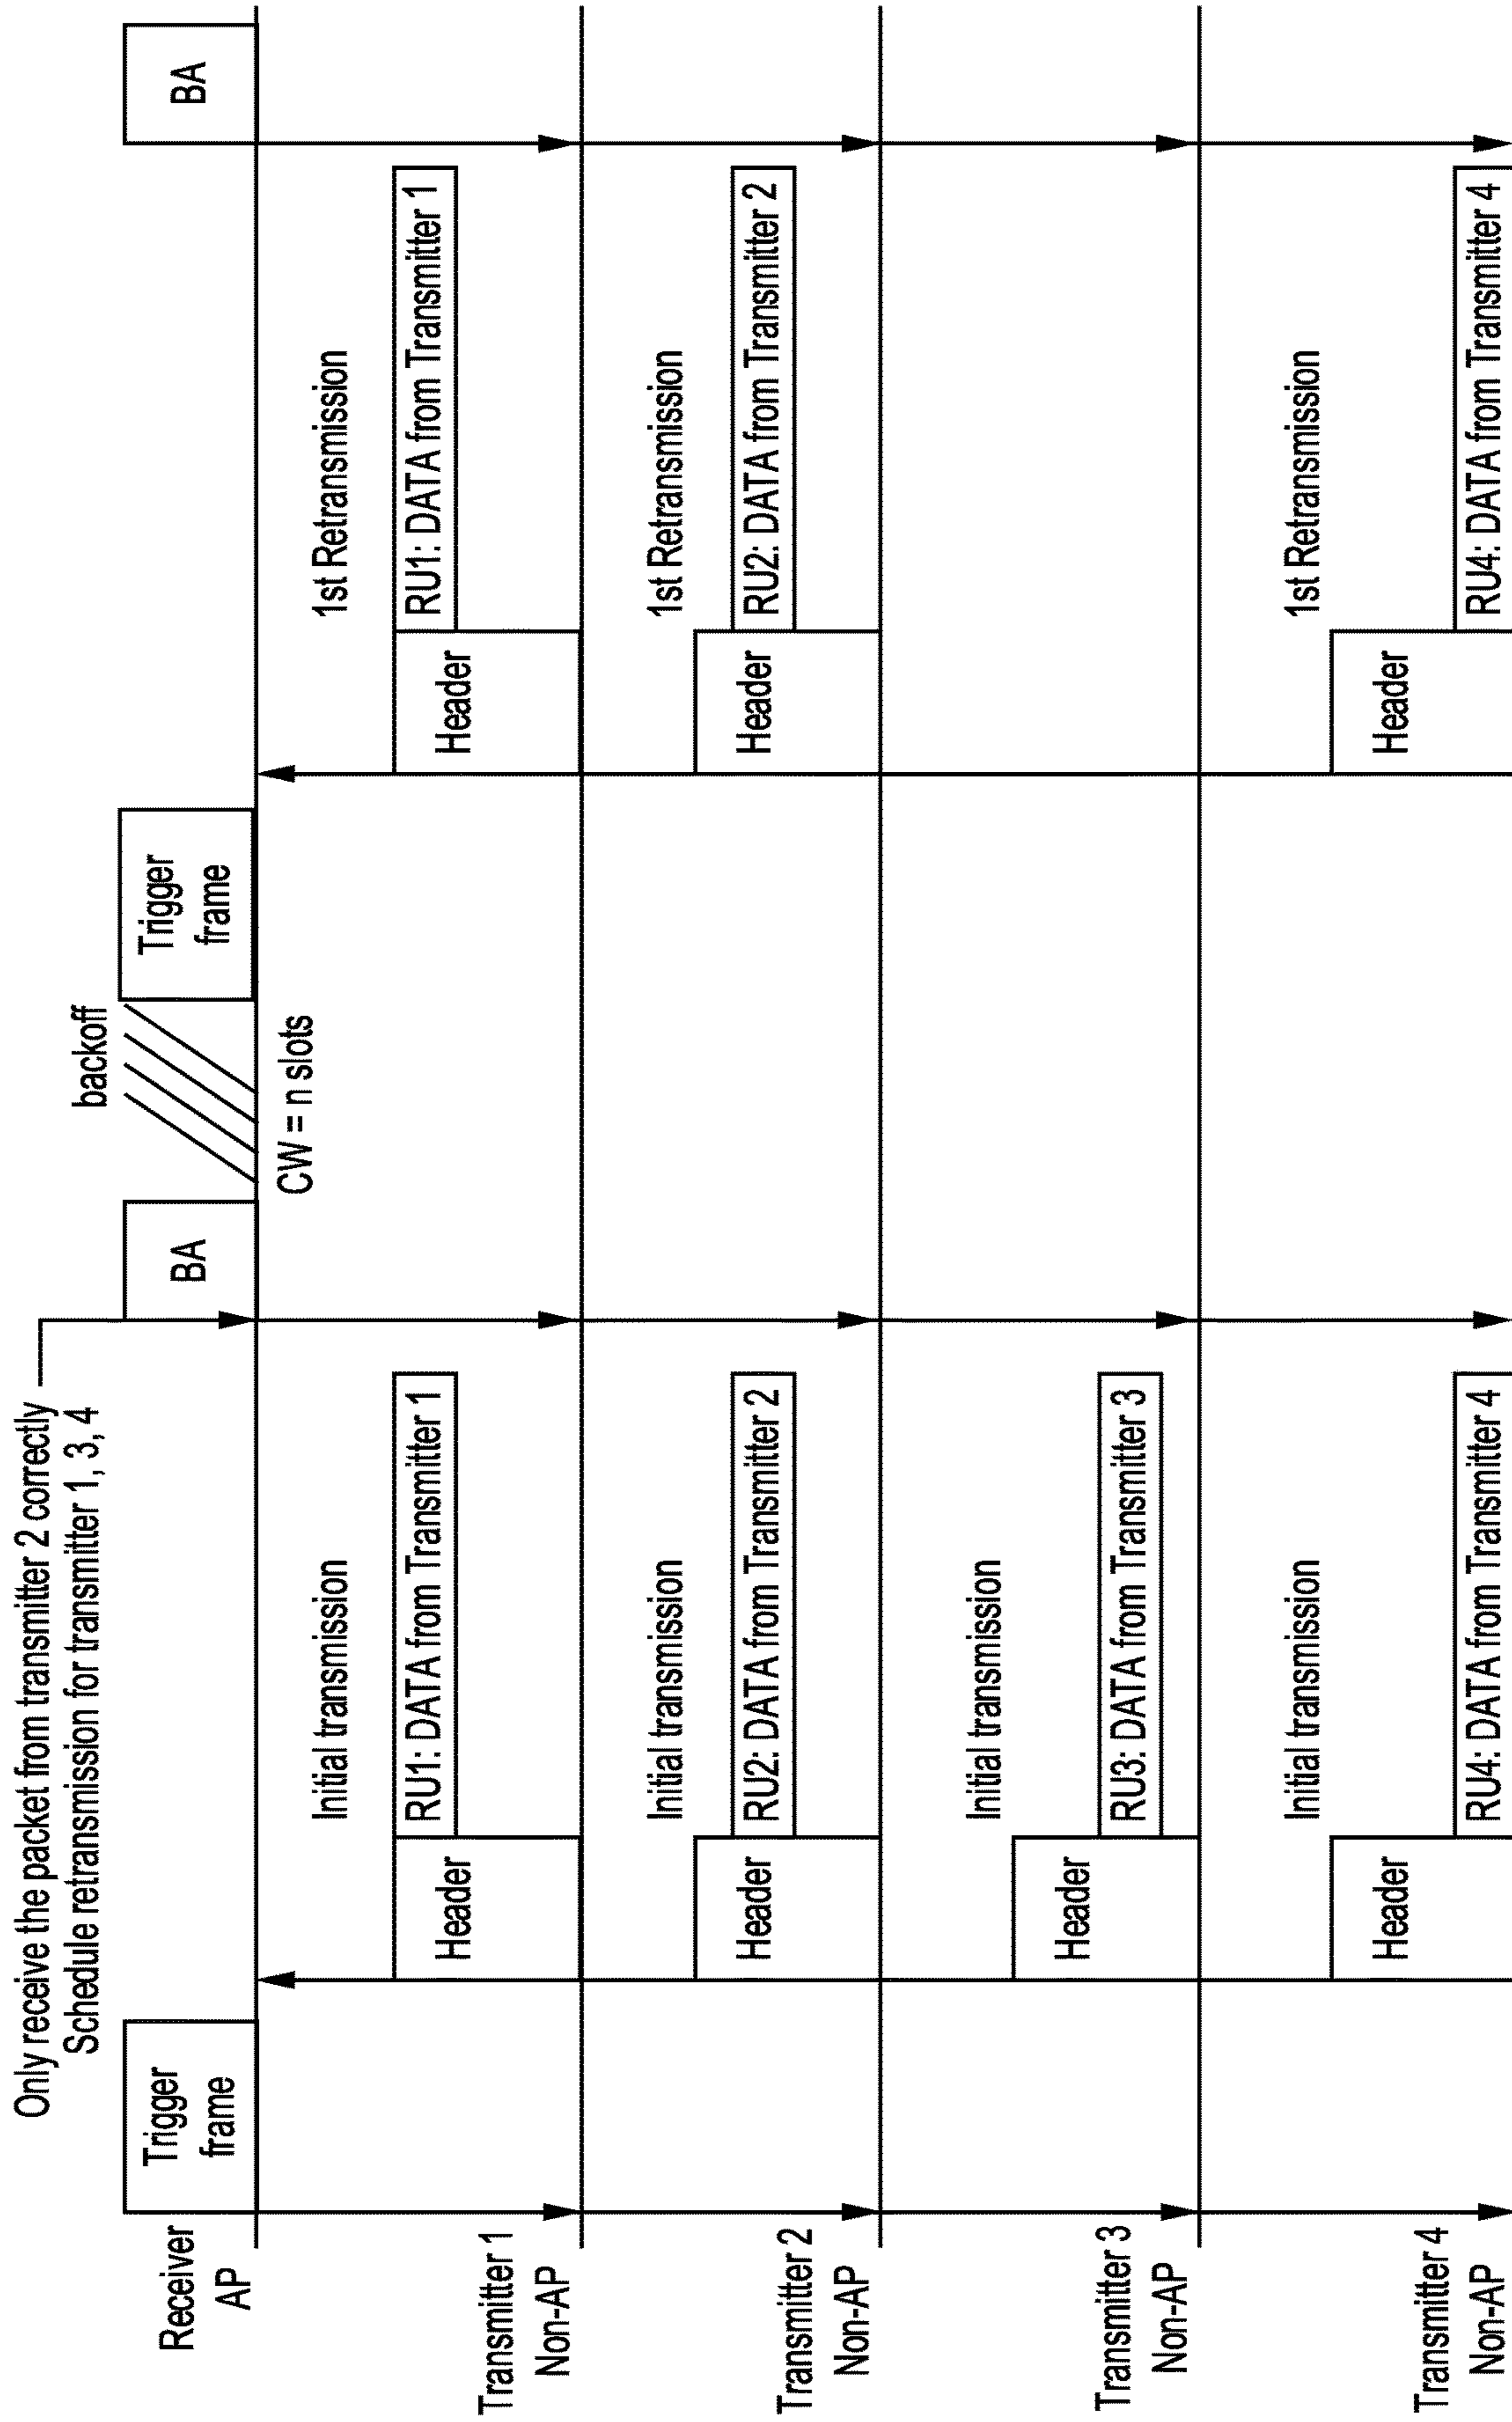 Only receive the packet from transmitter 2 correctly
Schedule retransmission for transmitter 1, 3, 4
backoff
Receiver
AP
Trigger
frame
BA
CW = n slots
Trigger
frame
BA
Transmitter 1
Non-AP
Initial transmission
Header
RU1: DATA from Transmitter 1
1st Retransmission
Header
RU1: DATA from Transmitter 1
Transmitter 2
Non-AP
Initial transmission
Header
RU2: DATA from Transmitter 2
1st Retransmission
Header
RU2: DATA from Transmitter 2
Transmitter 3
Non-AP
Initial transmission
Header
RU3: DATA from Transmitter 3
Transmitter 4
Non-AP
Initial transmission
Header
RU4: DATA from Transmitter 4
1st Retransmission
Header
RU4: DATA from Transmitter 4